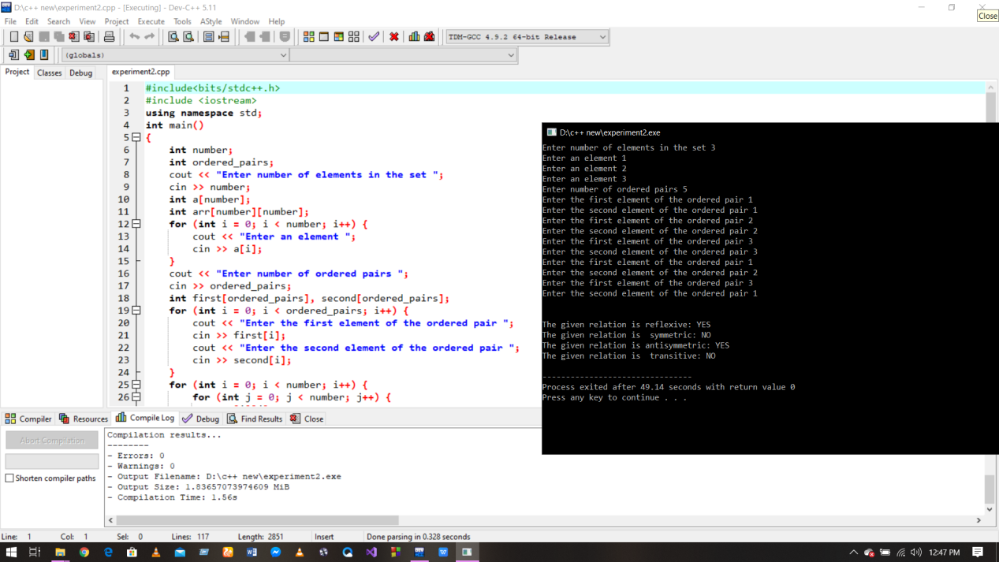 D:\c++ new\experiment2.cpp - [Executing] - Dev-C++ 5.11
Close
File Edit Search View Project Execute Tools AStyle Window Help
TDM-GCC 4.9.2 64-bit Release
(globals)
Project Classes Debug
experiment2.cpp
1 #include<bits/stdc++.h>
2 #include <iostream>
3 using namespace std;
4 int main()
5 {
6 int number;
7 int ordered_pairs;
8 cout << "Enter number of elements in the set ";
9 cin >> number;
10 int a[number];
11 int arr[number][number];
12 for (int i = 0; i < number; i++) {
13 cout << "Enter an element ";
14 cin >> a[i];
15 }
16 cout << "Enter number of ordered pairs ";
17 cin >> ordered_pairs;
18 int first[ordered_pairs], second[ordered_pairs];
19 for (int i = 0; i < ordered_pairs; i++) {
20 cout << "Enter the first element of the ordered pair ";
21 cin >> first[i];
22 cout << "Enter the second element of the ordered pair ";
23 cin >> second[i];
24 }
25 for (int i = 0; i < number; i++) {
26 for (int j = 0; j < number; j++) {
D:\c++ new\experiment2.exe
Enter number of elements in the set 3
Enter an element 1
Enter an element 2
Enter an element 3
Enter number of ordered pairs 5
Enter the first element of the ordered pair 1
Enter the second element of the ordered pair 1
Enter the first element of the ordered pair 2
Enter the second element of the ordered pair 2
Enter the first element of the ordered pair 3
Enter the second element of the ordered pair 3
Enter the first element of the ordered pair 1
Enter the second element of the ordered pair 2
Enter the first element of the ordered pair 3
Enter the second element of the ordered pair 1
The given relation is reflexive: YES
The given relation is  symmetric: NO
The given relation is antisymmetric: YES
The given relation is  transitive: NO
--------------------------------
Process exited after 49.14 seconds with return value 0
Press any key to continue . . .
Compiler Resources Compile Log Debug Find Results Close
Abort Compilation
Shorten compiler paths
Compilation results...
--------
- Errors: 0
- Warnings: 0
- Output Filename: D:\c++ new\experiment2.exe
- Output Size: 1.83657073974609 MiB
- Compilation Time: 1.56s
Line: 1 Col: 1 Sel: 0 Lines: 117 Length: 2851 Insert Done parsing in 0.328 seconds
12:47 PM